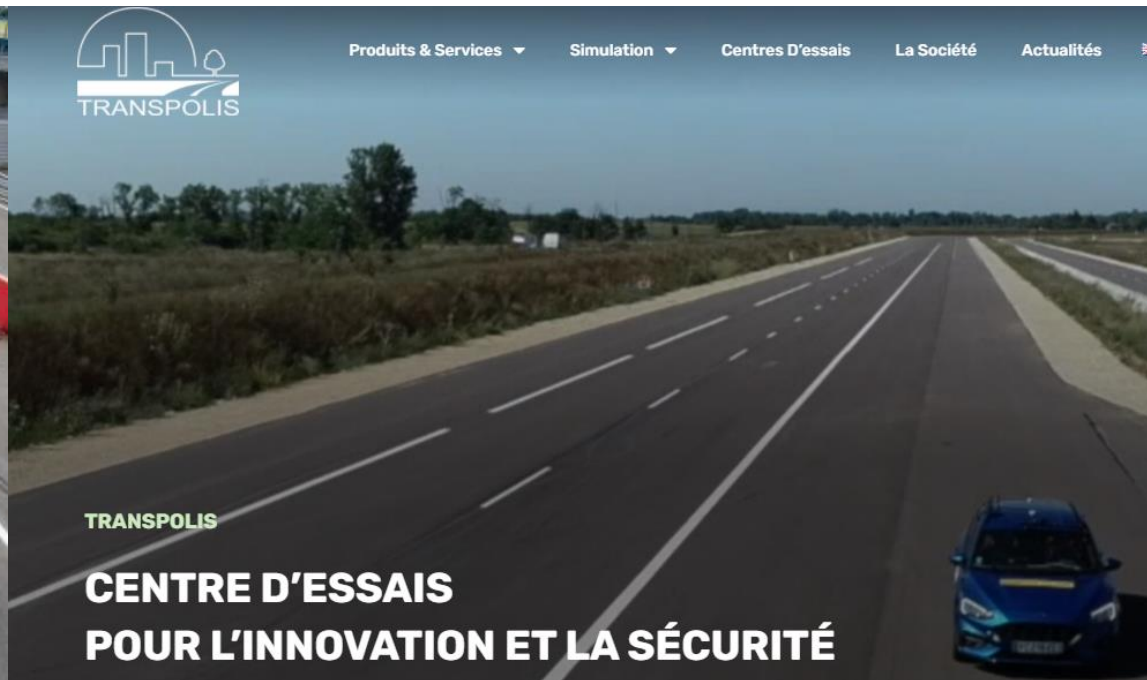 TRANSPOLIS
Produits & Services
Simulation
Centres D'essais
La Société
Actualités
TRANSPOLIS
CENTRE D'ESSAIS
POUR L'INNOVATION ET LA SÉCURITÉ